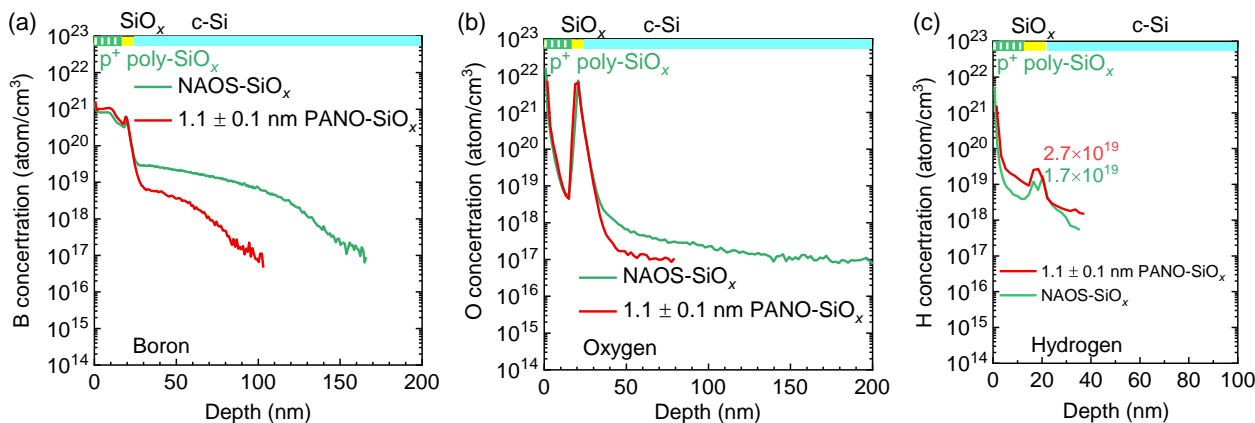 (a)
SiOₓ
c-Si
p⁺ poly-SiOₓ
NAOS-SiOₓ
1.1 ± 0.1 nm PANO-SiOₓ
B concentration (atom/cm³)
10²³
10²²
10²¹
10²⁰
10¹⁹
10¹⁸
10¹⁷
10¹⁶
10¹⁵
10¹⁴
Boron
0
50
100
150
200
Depth (nm)
(b)
SiOₓ
c-Si
p⁺ poly-SiOₓ
O concertration (atom/cm³)
10²³
10²²
10²¹
10²⁰
10¹⁹
10¹⁸
10¹⁷
10¹⁶
10¹⁵
10¹⁴
NAOS-SiOₓ
1.1 ± 0.1 nm PANO-SiOₓ
Oxygen
0
50
100
150
200
Depth (nm)
(c)
SiOₓ
c-Si
p⁺ poly-SiOₓ
H concertration (atom/cm³)
10²³
10²²
10²¹
10²⁰
10¹⁹
10¹⁸
10¹⁷
10¹⁶
10¹⁵
10¹⁴
2.7×10¹⁹
1.7×10¹⁹
1.1 ± 0.1 nm PANO-SiOₓ
NAOS-SiOₓ
Hydrogen
0
20
40
60
80
100
Depth (nm)